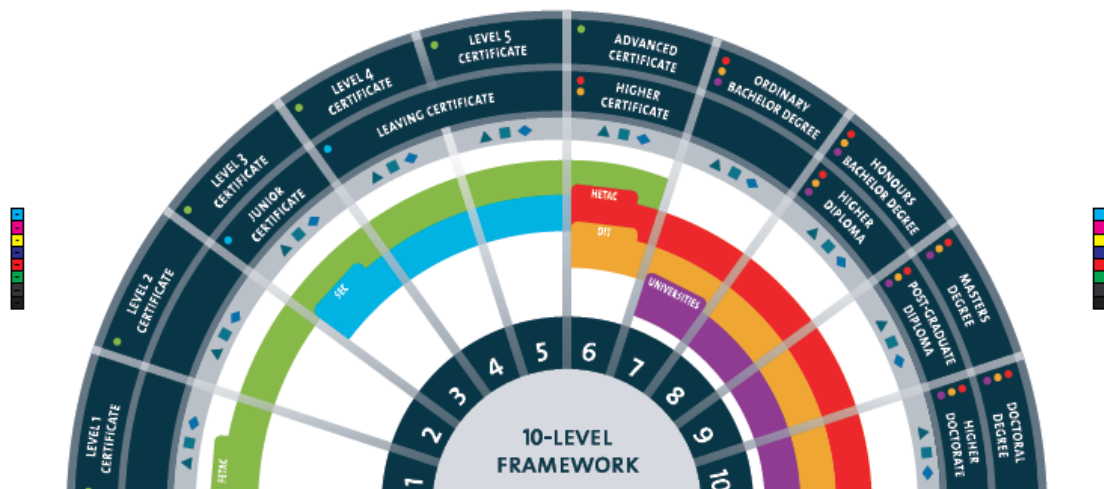 LEVEL 1
CERTIFICATE
LEVEL 2
CERTIFICATE
LEVEL 3
CERTIFICATE
JUNIOR
CERTIFICATE
LEVEL 4
CERTIFICATE
LEVEL 5
CERTIFICATE
LEAVING CERTIFICATE
ADVANCED
CERTIFICATE
HIGHER
CERTIFICATE
ORDINARY
BACHELOR DEGREE
HONOURS
BACHELOR DEGREE
HIGHER
DIPLOMA
MASTERS
DEGREE
POST-GRADUATE
DIPLOMA
DOCTORAL
DEGREE
HIGHER
DOCTORATE
FETAC
SEC
HETAC
DIT
UNIVERSITIES
1
2
3
4
5
6
7
8
9
10
10-LEVEL
FRAMEWORK